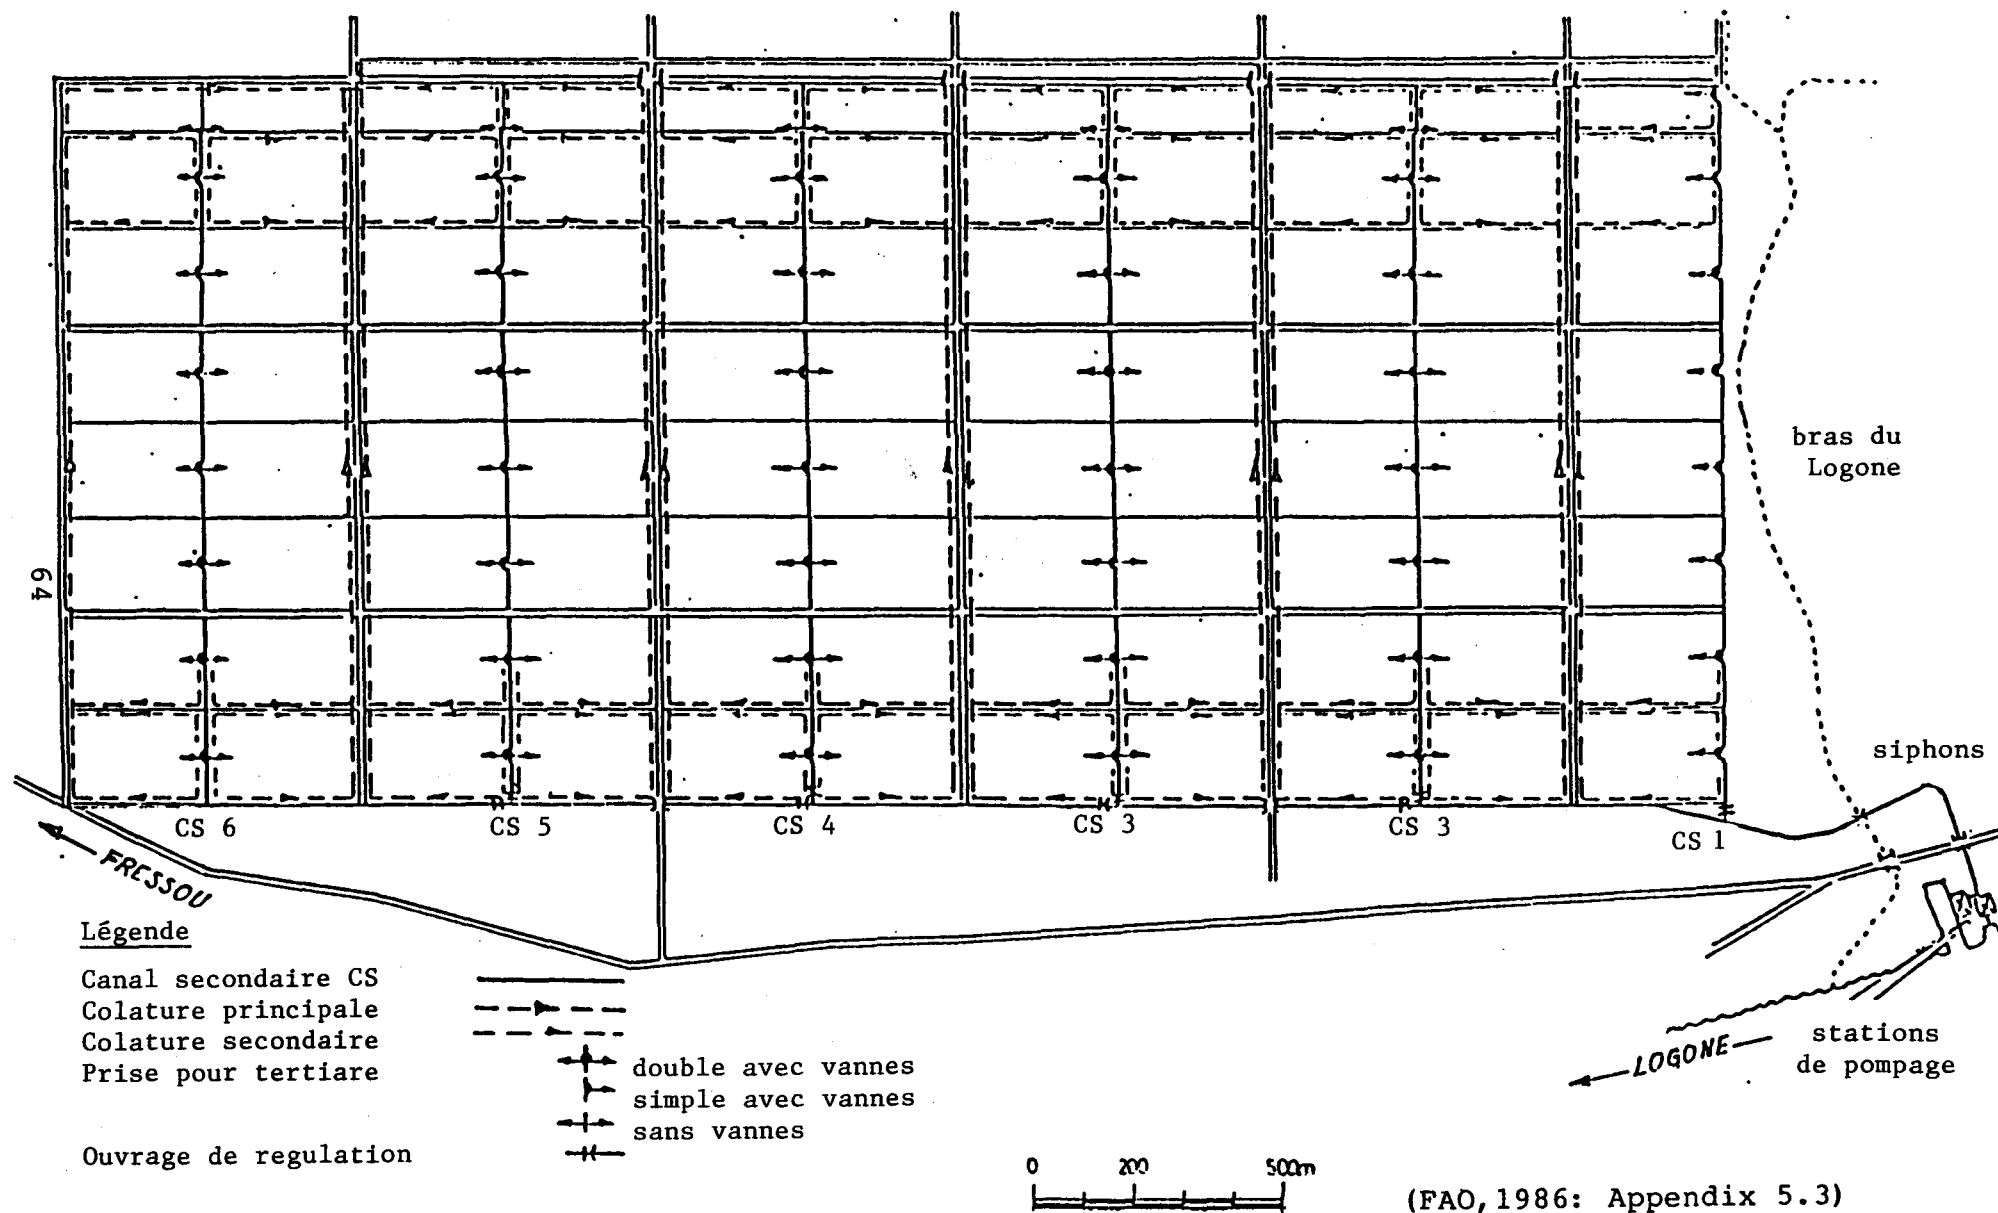 bras du
Logone
64
siphons
CS 6
CS 5
CS 4
CS 3
CS 3
CS 1
FRESSOU
Légende
Canal secondaire CS
Colature principale
Colature secondaire
Prise pour tertiare
double avec vannes
simple avec vannes
sans vannes
Ouvrage de regulation
LOGONE
stations
de pompage
0 200 500m
(FAO,1986: Appendix 5.3)